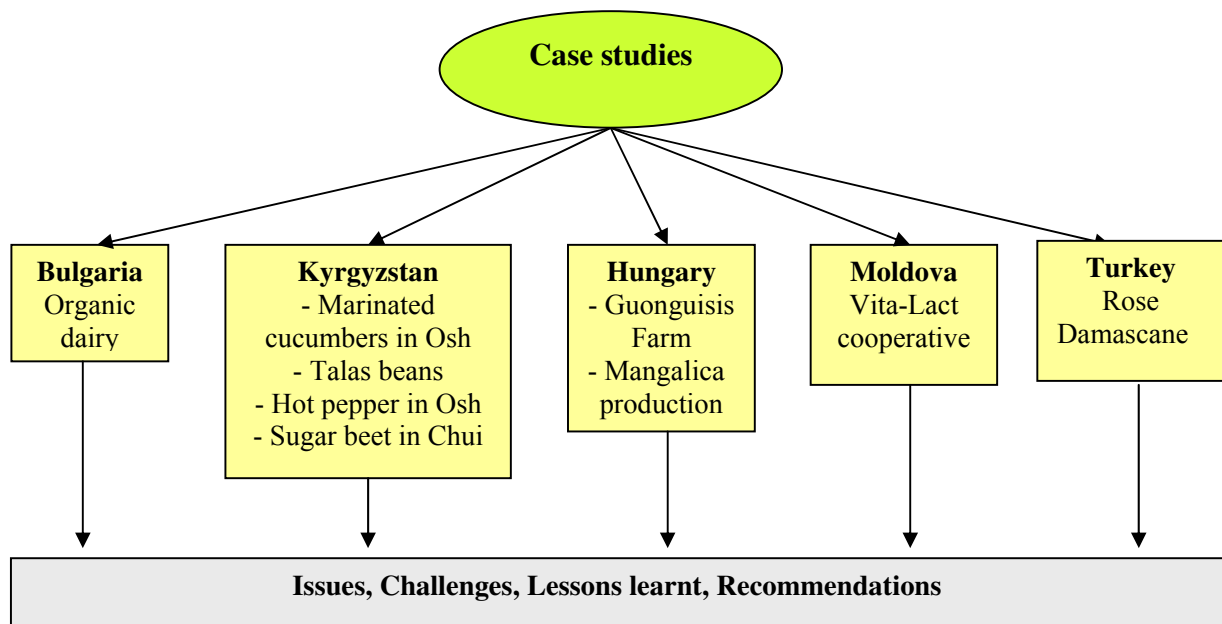 Case studies
Bulgaria
Organic
dairy
Kyrgyzstan
- Marinated
cucumbers in Osh
- Talas beans
- Hot pepper in Osh
- Sugar beet in Chui
Hungary
- Guonguisis
Farm
- Mangalica
production
Moldova
Vita-Lact
cooperative
Turkey
Rose
Damascane
Issues, Challenges, Lessons learnt, Recommendations